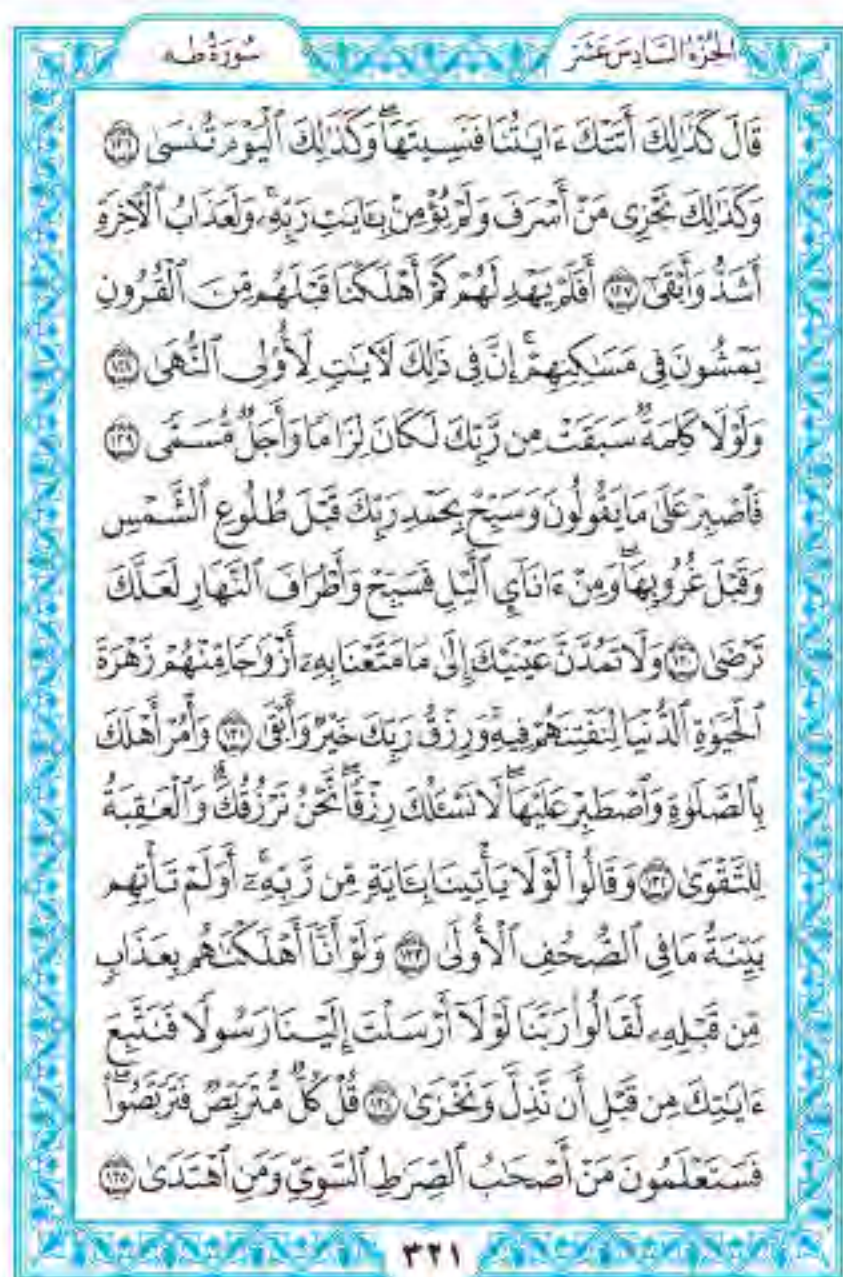 الجزء السادس عشر
سورة طه
قَالَ كَذَٰلِكَ أَتَتْكَ ءَايَٰتُنَا فَنَسِيتَهَاۖ وَكَذَٰلِكَ ٱلْيَوْمَ تُنسَىٰ ١٢٦
وَكَذَٰلِكَ نَجْزِى مَنْ أَسْرَفَ وَلَمْ يُؤْمِنۢ بِـَٔايَٰتِ رَبِّهِۦۚ وَلَعَذَابُ ٱلْأَخِرَةِ
أَشَدُّ وَأَبْقَىٰٓ ١٢٧ أَفَلَمْ يَهْدِ لَهُمْ كَمْ أَهْلَكْنَا قَبْلَهُم مِّنَ ٱلْقُرُونِ
يَمْشُونَ فِى مَسَٰكِنِهِمْۚ إِنَّ فِى ذَٰلِكَ لَأٓيَٰتٍ لِّأُو۟لِى ٱلنُّهَىٰ ١٢٨
وَلَوْلَا كَلِمَةٌ سَبَقَتْ مِن رَّبِّكَ لَكَانَ لِزَامًا وَأَجَلٌ مُّسَمًّى ١٢٩
فَٱصْبِرْ عَلَىٰ مَا يَقُولُونَ وَسَبِّحْ بِحَمْدِ رَبِّكَ قَبْلَ طُلُوعِ ٱلشَّمْسِ
وَقَبْلَ غُرُوبِهَاۖ وَمِنْ ءَانَآئِ ٱلَّيْلِ فَسَبِّحْ وَأَطْرَافَ ٱلنَّهَارِ لَعَلَّكَ
تَرْضَىٰ ١٣٠ وَلَا تَمُدَّنَّ عَيْنَيْكَ إِلَىٰ مَا مَتَّعْنَا بِهِۦٓ أَزْوَٰجًا مِّنْهُمْ زَهْرَةَ
ٱلْحَيَوٰةِ ٱلدُّنْيَا لِنَفْتِنَهُمْ فِيهِۚ وَرِزْقُ رَبِّكَ خَيْرٌ وَأَبْقَىٰ ١٣١ وَأْمُرْ أَهْلَكَ
بِٱلصَّلَوٰةِ وَٱصْطَبِرْ عَلَيْهَاۖ لَا نَسْـَٔلُكَ رِزْقًاۖ نَّحْنُ نَرْزُقُكَۗ وَٱلْعَٰقِبَةُ
لِلتَّقْوَىٰ ١٣٢ وَقَالُوا۟ لَوْلَا يَأْتِينَا بِـَٔايَةٍ مِّن رَّبِّهِۦٓۚ أَوَلَمْ تَأْتِهِم
بَيِّنَةُ مَا فِى ٱلصُّحُفِ ٱلْأُولَىٰ ١٣٣ وَلَوْ أَنَّآ أَهْلَكْنَٰهُم بِعَذَابٍ
مِّن قَبْلِهِۦ لَقَالُوا۟ رَبَّنَا لَوْلَآ أَرْسَلْتَ إِلَيْنَا رَسُولًا فَنَتَّبِعَ
ءَايَٰتِكَ مِن قَبْلِ أَن نَّذِلَّ وَنَخْزَىٰ ١٣٤ قُلْ كُلٌّ مُّتَرَبِّصٌ فَتَرَبَّصُوا۟ۖ
فَسَتَعْلَمُونَ مَنْ أَصْحَٰبُ ٱلصِّرَٰطِ ٱلسَّوِىِّ وَمَنِ ٱهْتَدَىٰ ١٣٥
٣٢١